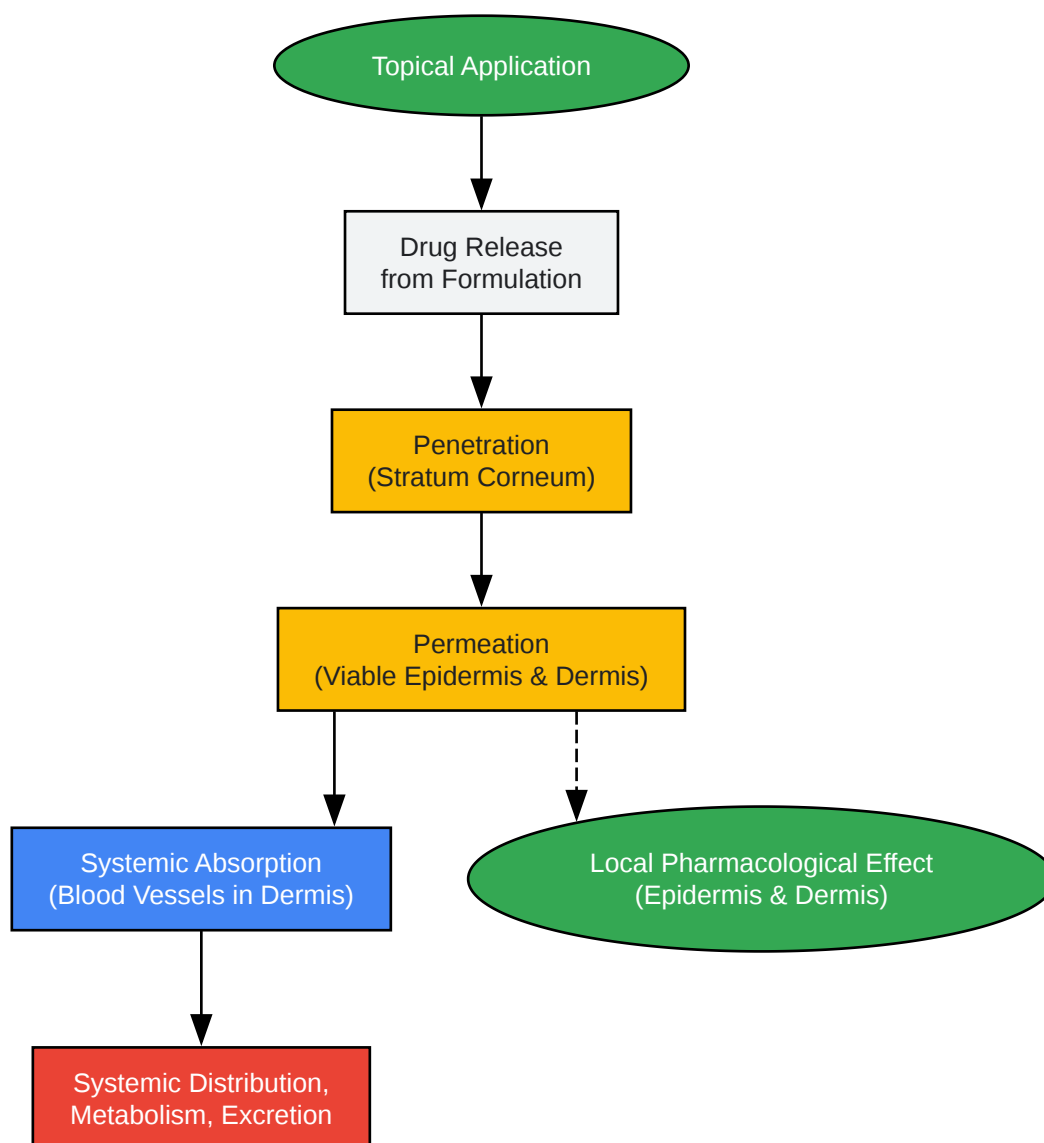 Topical Application
Drug Release
from Formulation
Penetration
(Stratum Corneum)
Permeation
(Viable Epidermis & Dermis)
Systemic Absorption
(Blood Vessels in Dermis)
Local Pharmacological Effect
(Epidermis & Dermis)
Systemic Distribution,
Metabolism, Excretion